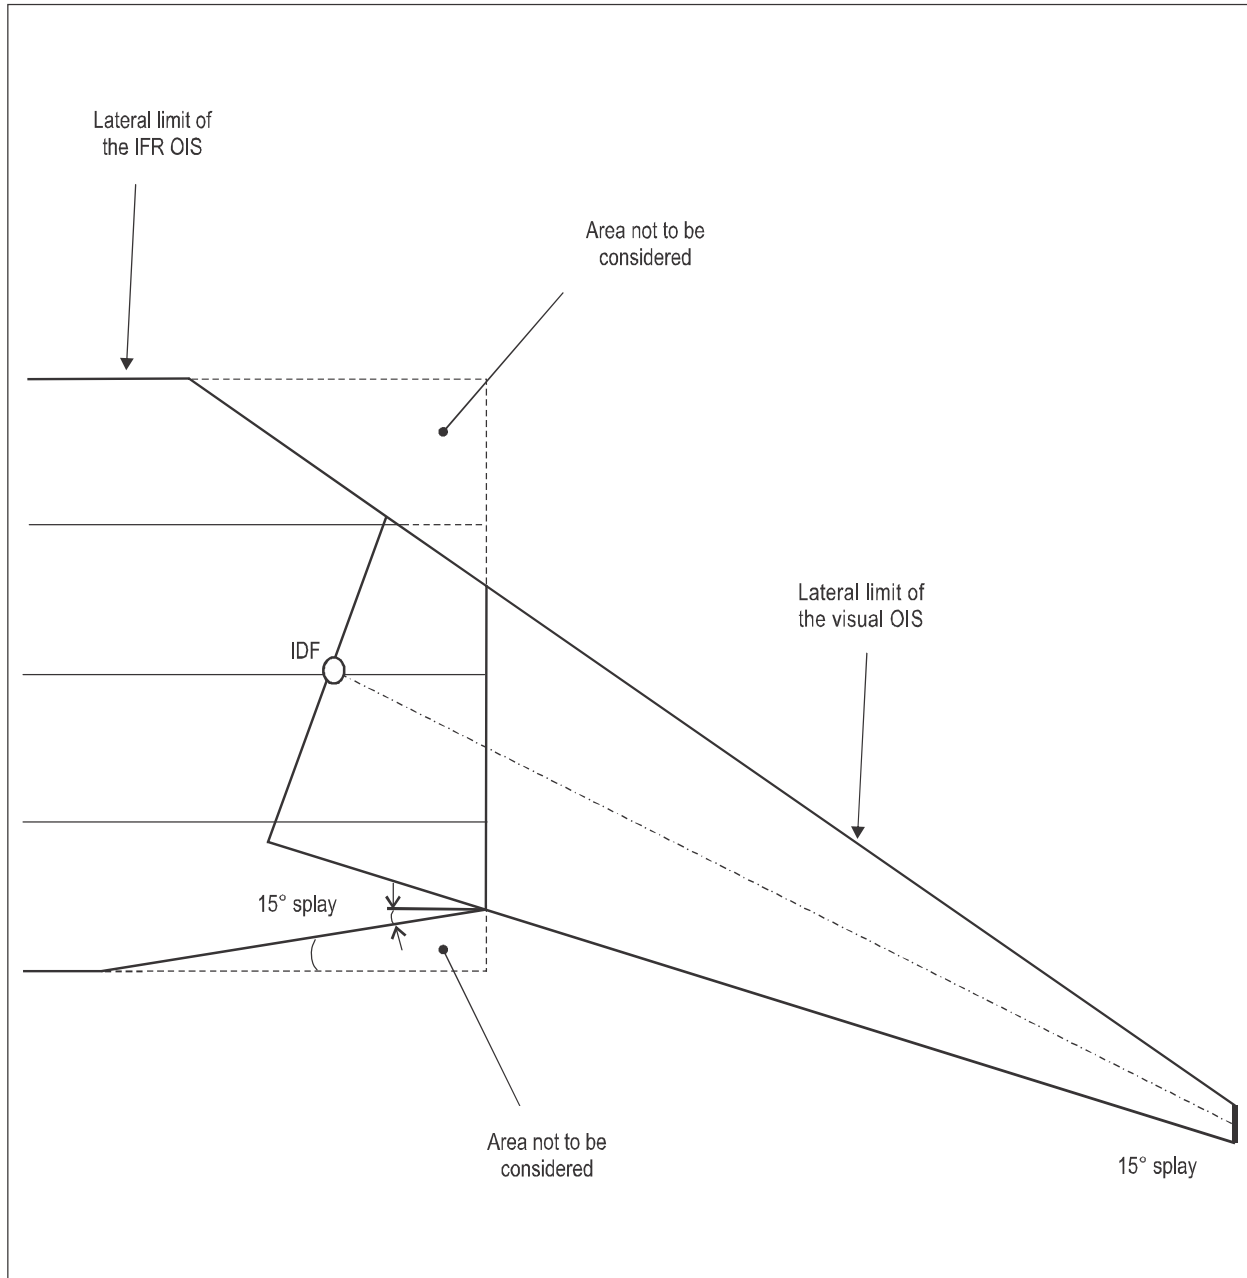 Lateral limit of
the IFR OIS
Area not to be
considered
Lateral limit of
the visual OIS
IDF
15° splay
Area not to be
considered
15° splay